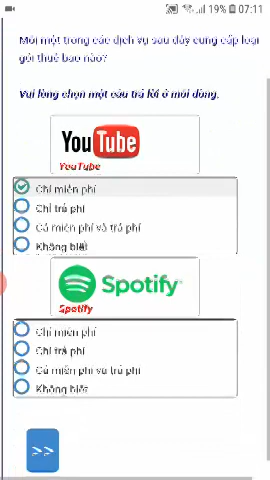 19% 07:11
Mỗi một trong các dịch vụ sau đây cung cấp loại
gói thuê bao nào?
Vui lòng chọn một câu trả lời ở mỗi dòng.
YouTube
YouTube
Chỉ miễn phí
Chỉ trả phí
Cả miễn phí và trả phí
Không biết
Spotify
Spotify
Chỉ miễn phí
Chỉ trả phí
Cả miễn phí và trả phí
Không biết
>>